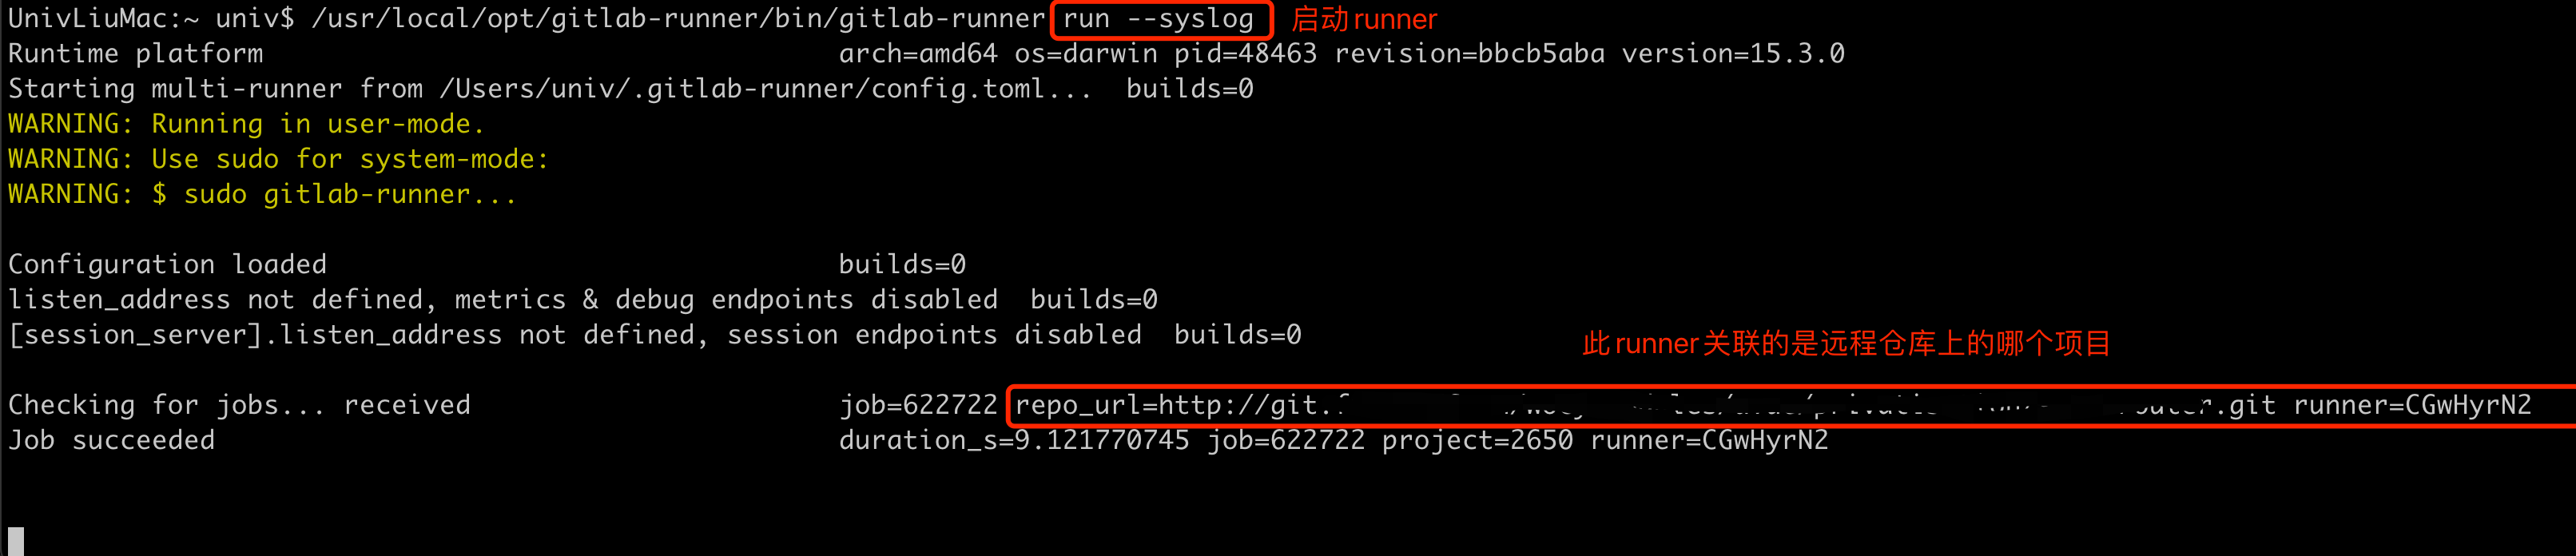 UnivLiuMac:~ univ$ /usr/local/opt/gitlab-runner/bin/gitlab-runner run --syslog 启动runner
Runtime platform arch=amd64 os=darwin pid=48463 revision=bbcb5aba version=15.3.0
Starting multi-runner from /Users/univ/.gitlab-runner/config.toml... builds=0
WARNING: Running in user-mode.
WARNING: Use sudo for system-mode:
WARNING: $ sudo gitlab-runner...
Configuration loaded builds=0
listen_address not defined, metrics & debug endpoints disabled builds=0
[session_server].listen_address not defined, session endpoints disabled builds=0
此runner关联的是远程仓库上的哪个项目
Checking for jobs... received job=622722 repo_url=http://git. .git runner=CGwHyrN2
Job succeeded duration_s=9.121770745 job=622722 project=2650 runner=CGwHyrN2